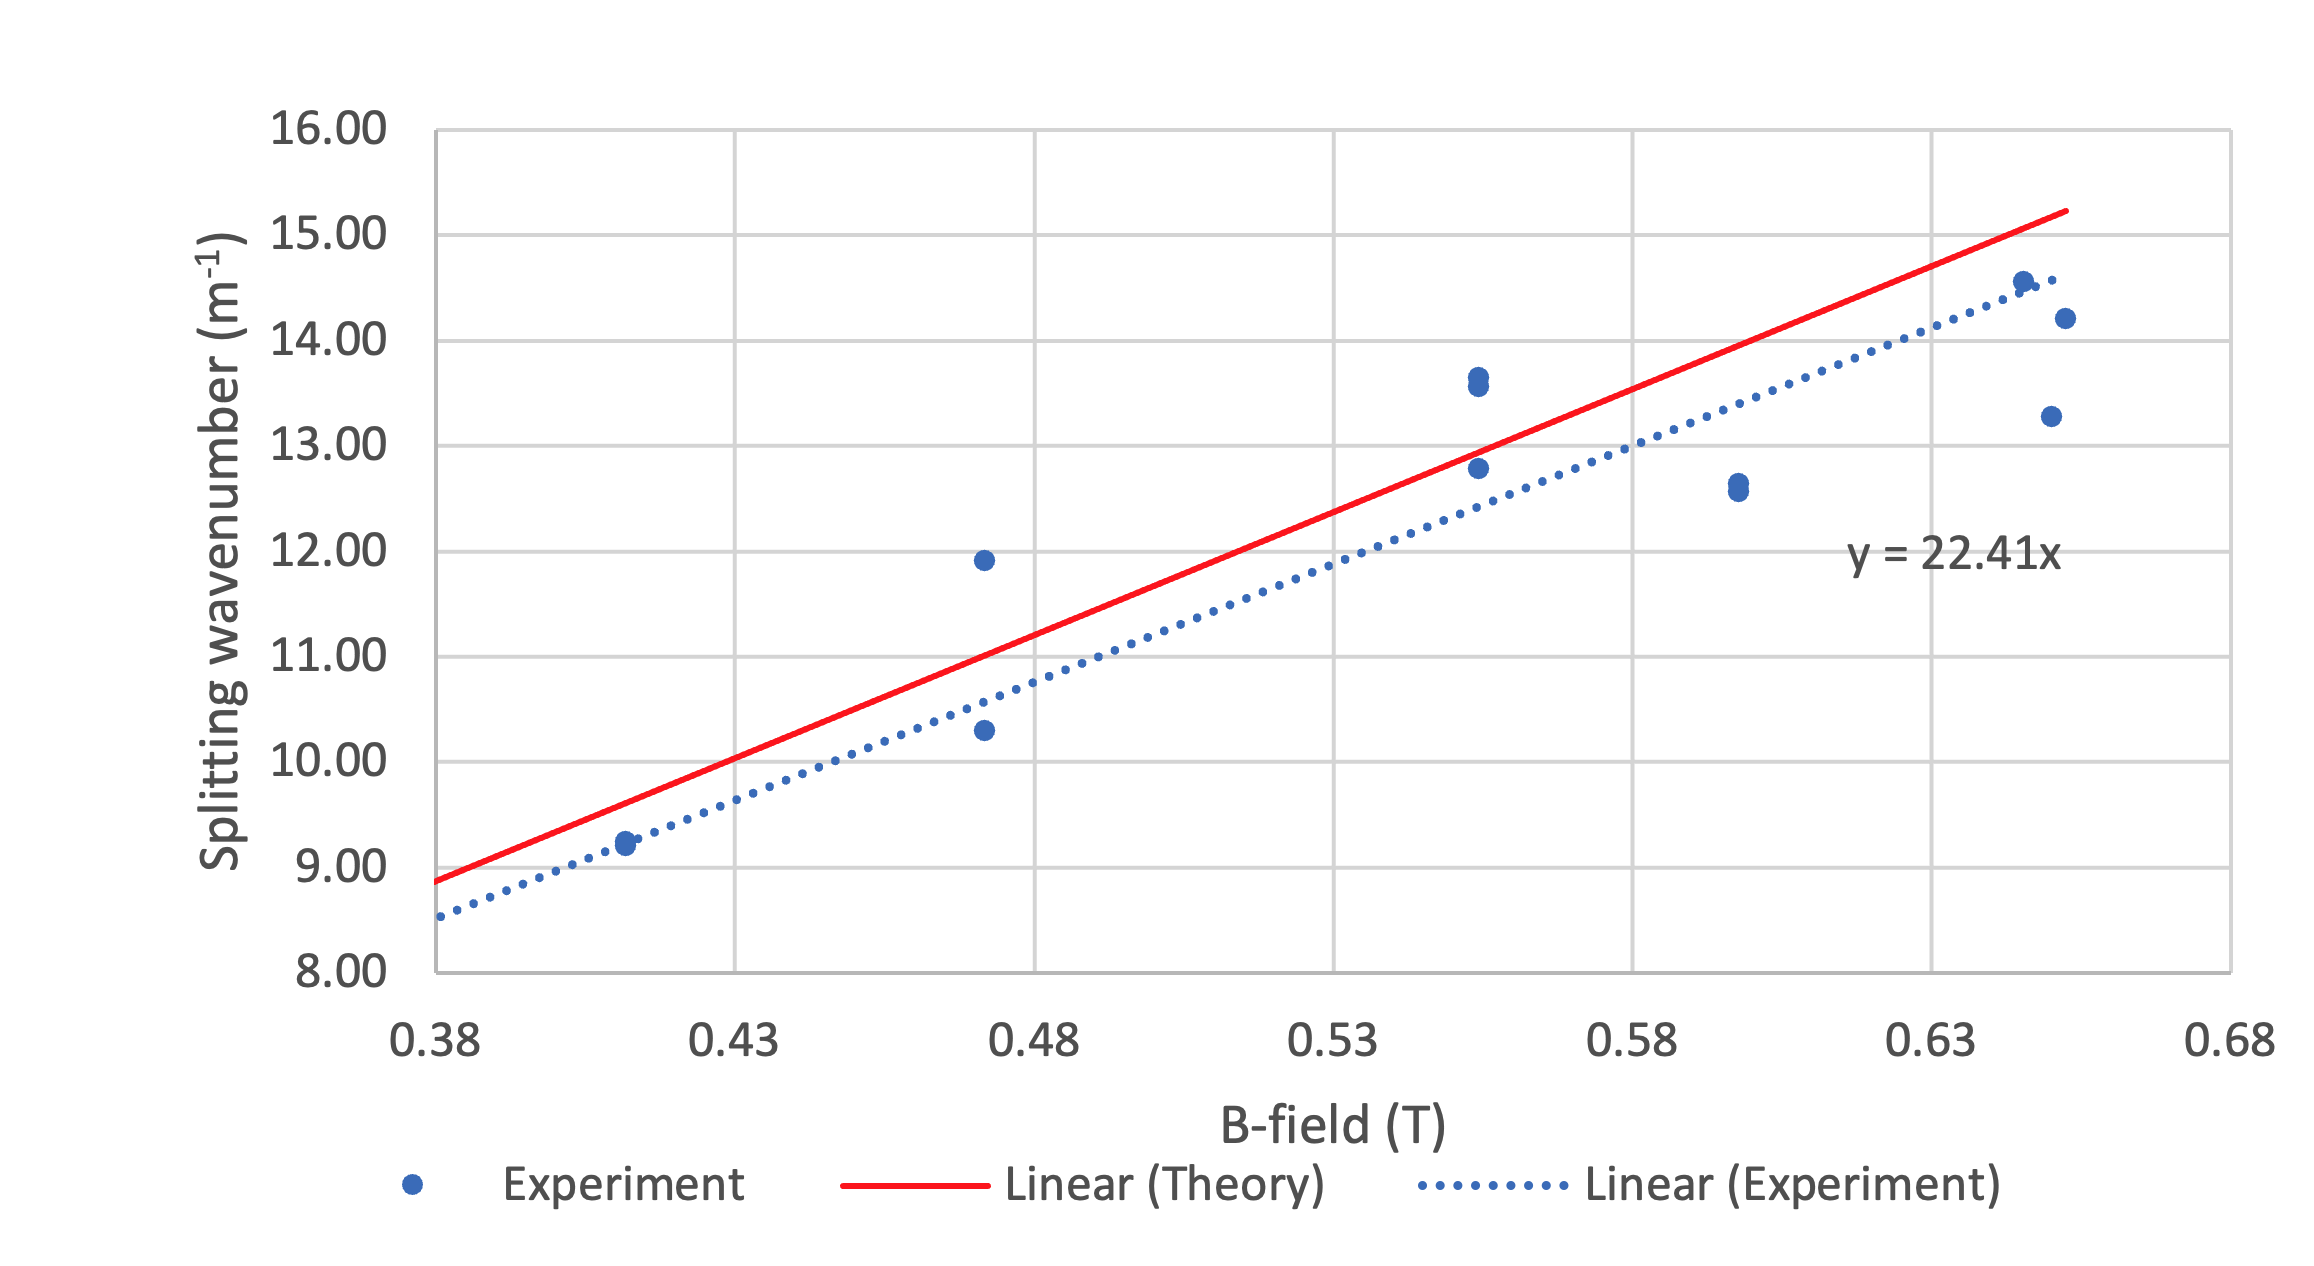 16.00
15.00
14.00
13.00
12.00
11.00
10.00
9.00
8.00
Splitting wavenumber (m⁻¹)
y = 22.41x
0.38 0.43 0.48 0.53 0.58 0.63 0.68
B-field (T)
Experiment Linear (Theory) Linear (Experiment)